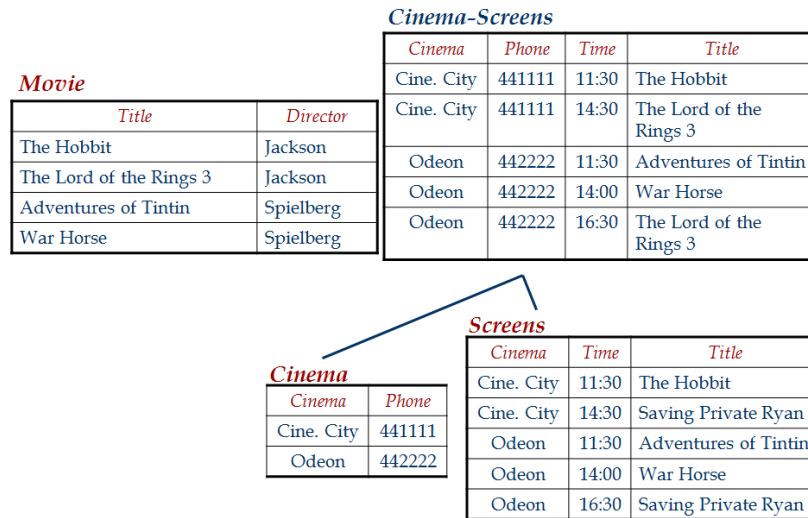 Cinema-Screens
Cinema Phone Time Title
Cine. City 441111 11:30 The Hobbit
Cine. City 441111 14:30 The Lord of the
Rings 3
Odeon 442222 11:30 Adventures of Tintin
Odeon 442222 14:00 War Horse
Odeon 442222 16:30 The Lord of the
Rings 3
Movie
Title Director
The Hobbit Jackson
The Lord of the Rings 3 Jackson
Adventures of Tintin Spielberg
War Horse Spielberg
Cinema
Cinema Phone
Cine. City 441111
Odeon 442222
Screens
Cinema Time Title
Cine. City 11:30 The Hobbit
Cine. City 14:30 Saving Private Ryan
Odeon 11:30 Adventures of Tintin
Odeon 14:00 War Horse
Odeon 16:30 Saving Private Ryan